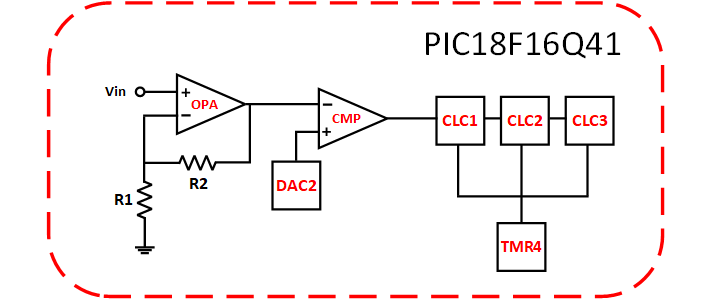 PIC18F16Q41
Vin
+
OPA
−
R2
R1
−
CMP
+
DAC2
CLC1
CLC2
CLC3
TMR4